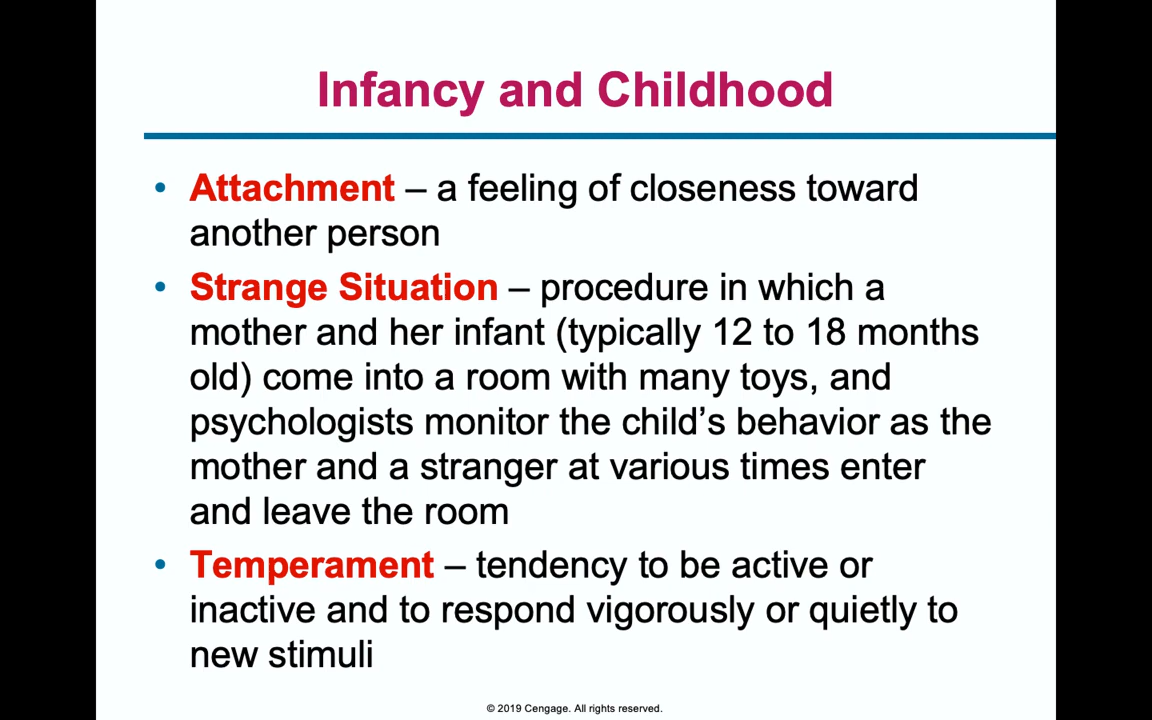 Infancy and Childhood
• Attachment – a feeling of closeness toward
another person
• Strange Situation – procedure in which a
mother and her infant (typically 12 to 18 months
old) come into a room with many toys, and
psychologists monitor the child’s behavior as the
mother and a stranger at various times enter
and leave the room
• Temperament – tendency to be active or
inactive and to respond vigorously or quietly to
new stimuli
© 2019 Cengage. All rights reserved.